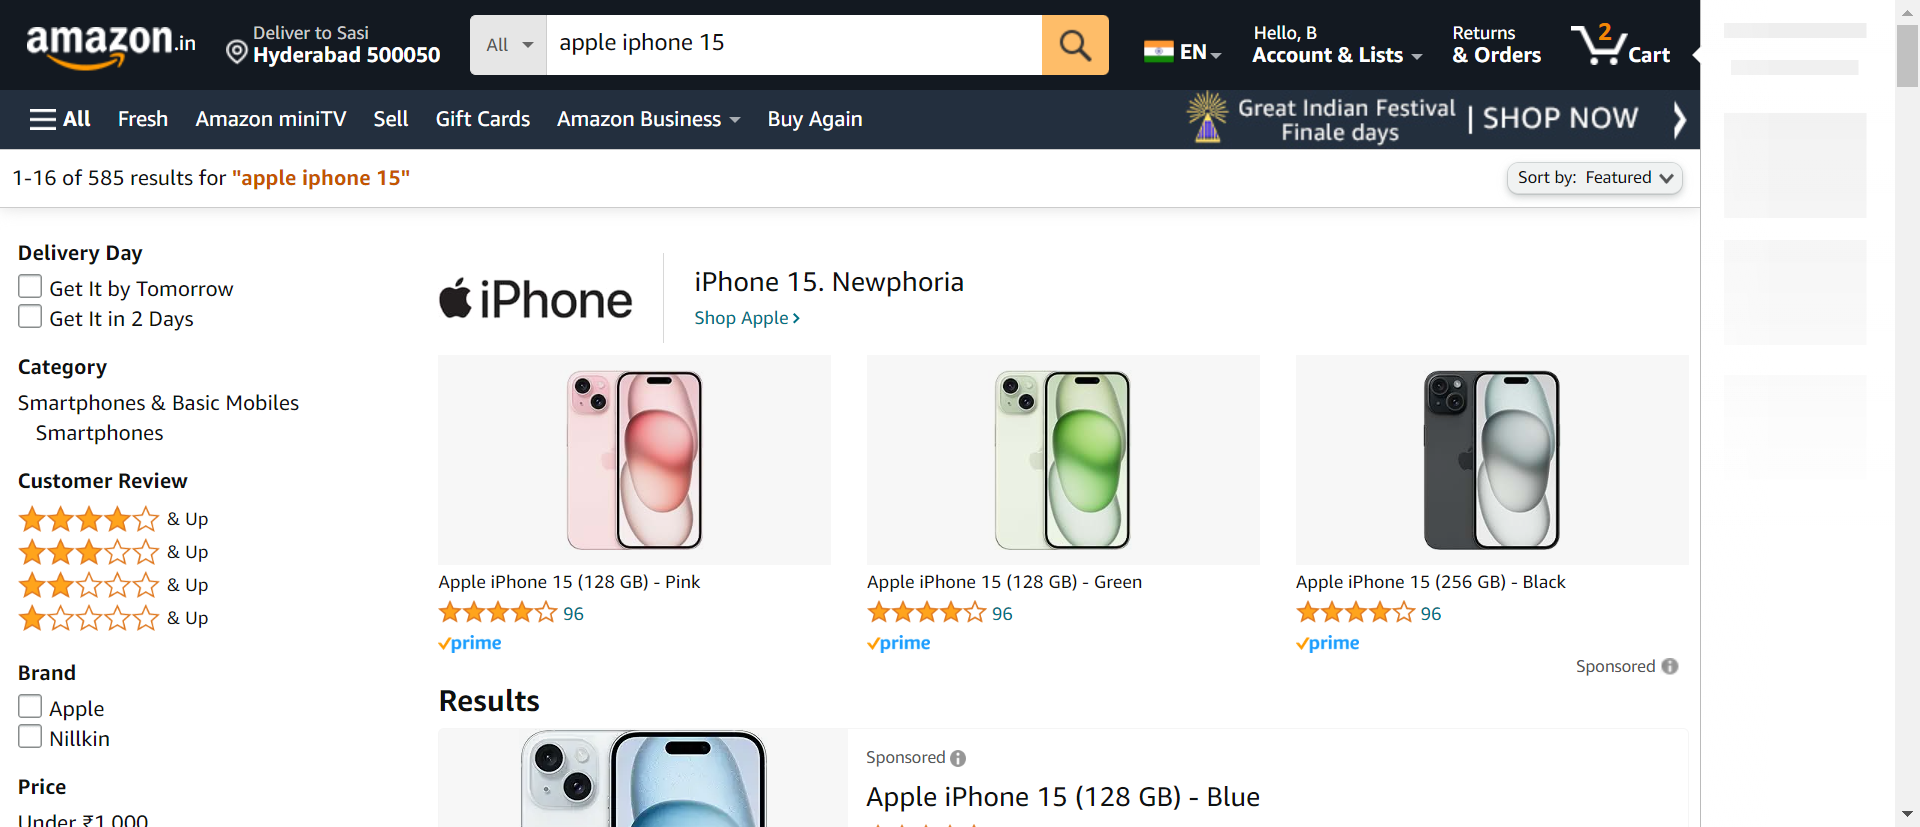 amazon.in
Deliver to Sasi
Hyderabad 500050
All
apple iphone 15
EN
Hello, B
Account & Lists
Returns
& Orders
2
Cart
All
Fresh
Amazon miniTV
Sell
Gift Cards
Amazon Business
Buy Again
Great Indian Festival
Finale days
| SHOP NOW
1-16 of 585 results for "apple iphone 15"
Sort by: Featured
Delivery Day
Get It by Tomorrow
Get It in 2 Days
Category
Smartphones & Basic Mobiles
Smartphones
Customer Review
& Up
& Up
& Up
& Up
Brand
Apple
Nillkin
Price
Under ₹1,000
iPhone
iPhone 15. Newphoria
Shop Apple
Apple iPhone 15 (128 GB) - Pink
96
prime
Apple iPhone 15 (128 GB) - Green
96
prime
Apple iPhone 15 (256 GB) - Black
96
prime
Sponsored
Results
Sponsored
Apple iPhone 15 (128 GB) - Blue